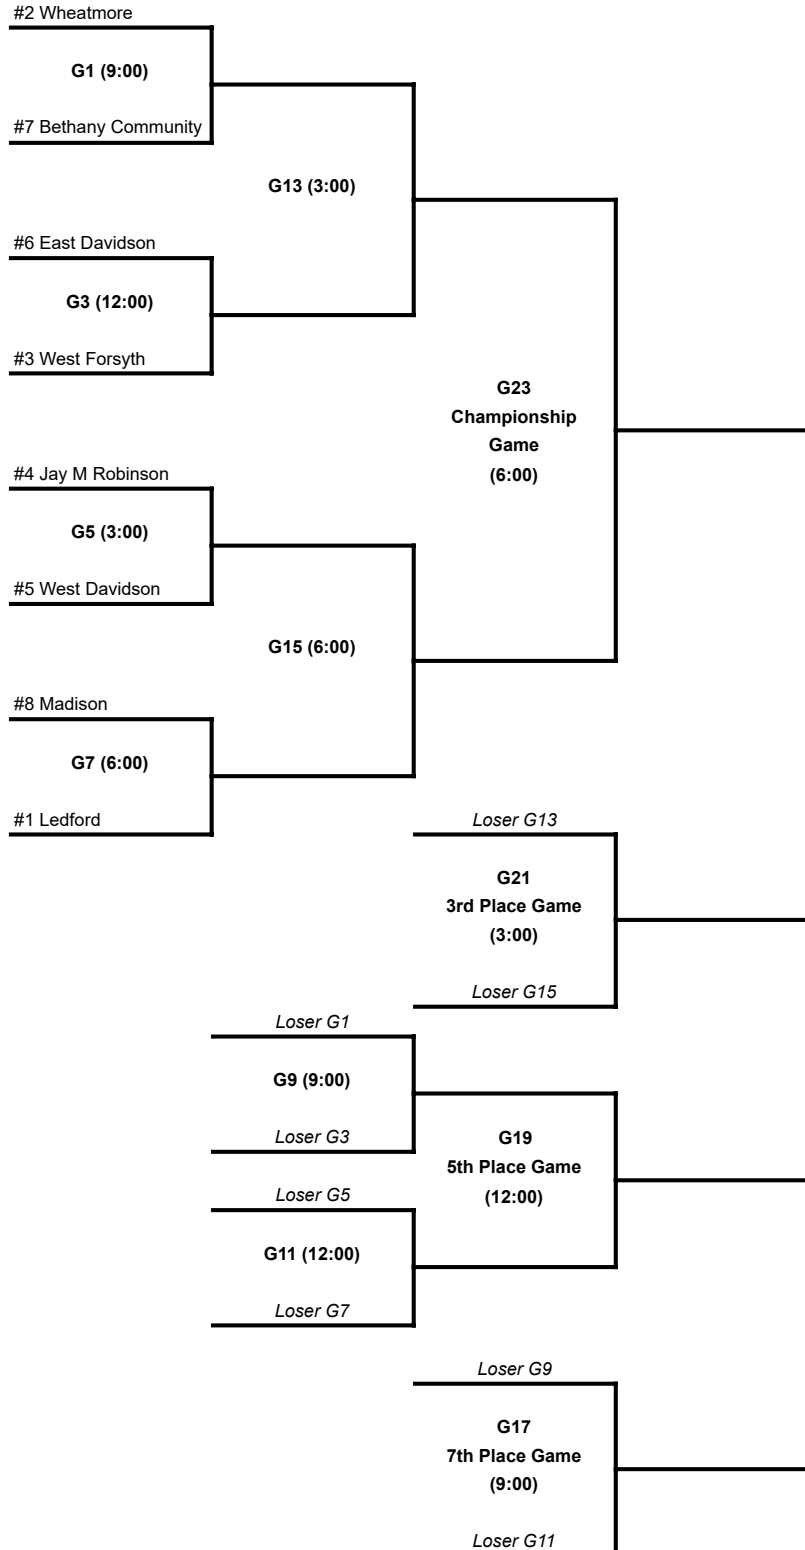 #2 Wheatmore
G1 (9:00)
#7 Bethany Community
G13 (3:00)
#6 East Davidson
G3 (12:00)
#3 West Forsyth
G23
Championship
Game
(6:00)
#4 Jay M Robinson
G5 (3:00)
#5 West Davidson
G15 (6:00)
#8 Madison
G7 (6:00)
#1 Ledford
Loser G13
G21
3rd Place Game
(3:00)
Loser G15
Loser G1
G9 (9:00)
Loser G3
G19
5th Place Game
(12:00)
Loser G5
G11 (12:00)
Loser G7
Loser G9
G17
7th Place Game
(9:00)
Loser G11